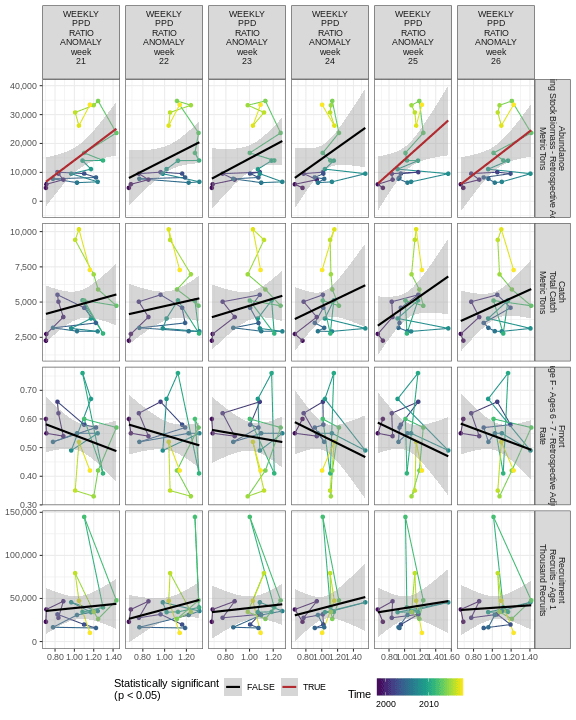 WEEKLY
PPD
RATIO
ANOMALY
week
21
WEEKLY
PPD
RATIO
ANOMALY
week
22
WEEKLY
PPD
RATIO
ANOMALY
week
23
WEEKLY
PPD
RATIO
ANOMALY
week
24
WEEKLY
PPD
RATIO
ANOMALY
week
25
WEEKLY
PPD
RATIO
ANOMALY
week
26
40,000
30,000
20,000
10,000
0
Abundance
Stock Biomass - Retrospective
Metric Tons
10,000
7,500
5,000
2,500
Catch
Total Catch
Metric Tons
0.70
0.60
0.50
0.40
0.30
Fmort
F - Ages 6 - 7 - Retrospective
Rate
150,000
100,000
50,000
0
Recruitment
Recruits - Age 1
Thousand Recruits
0.80 1.00 1.20 1.40
0.80 1.00 1.20
0.80 1.00 1.20
0.80 1.00 1.20 1.40
0.80 1.00 1.20 1.40 1.60
0.80 1.00 1.20 1.40
Statistically significant
(p < 0.05)
FALSE
TRUE
Time
2000
2010